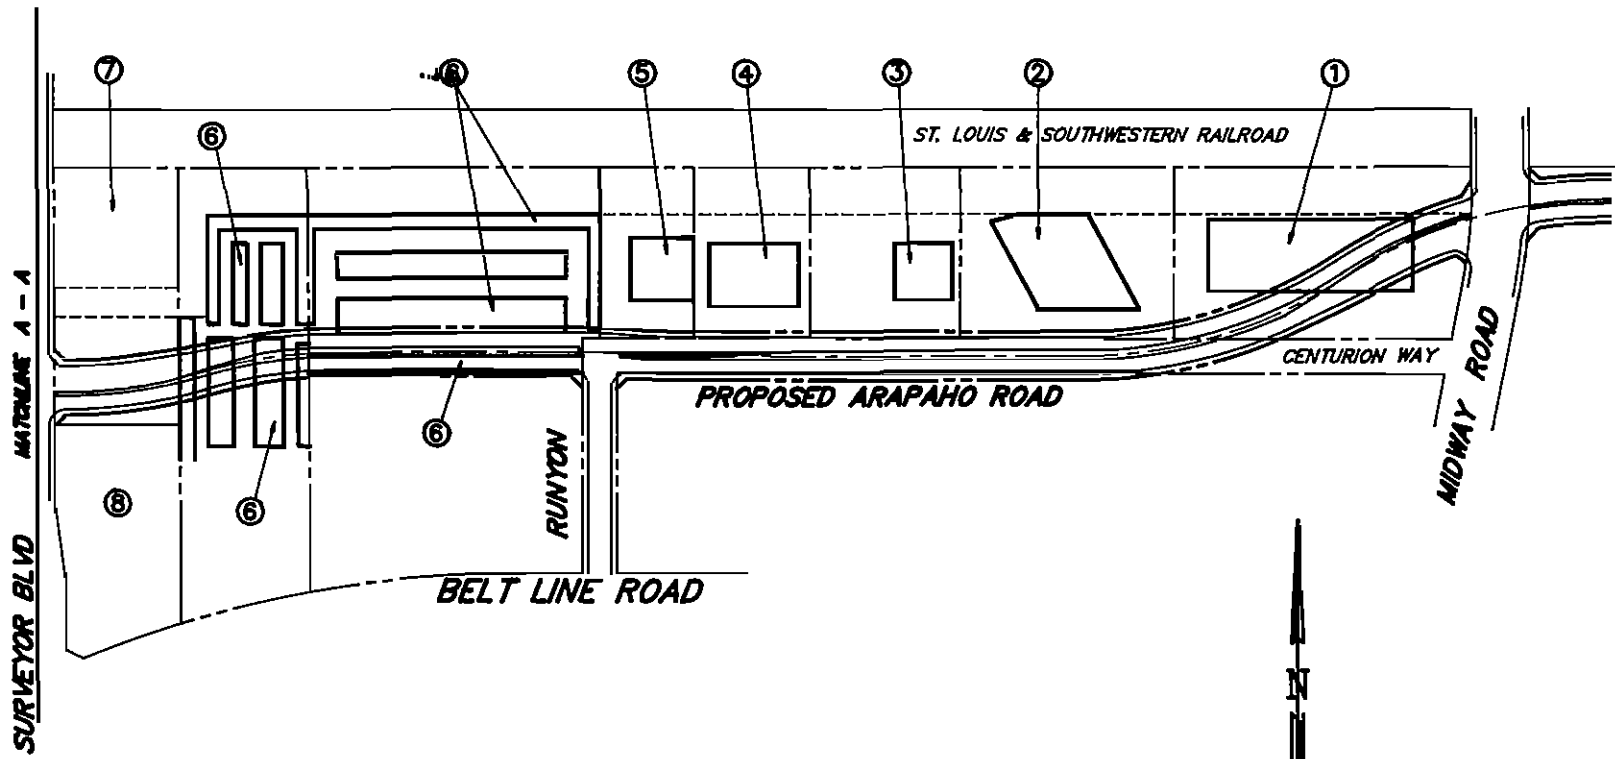 7
6
5
4
3
2
1
6
ST. LOUIS & SOUTHWESTERN RAILROAD
MATCHLINE A - A
CENTURION WAY
PROPOSED ARAPAHO ROAD
MIDWAY ROAD
6
RUNYON
8
6
BELT LINE ROAD
SURVEYOR BLVD
N